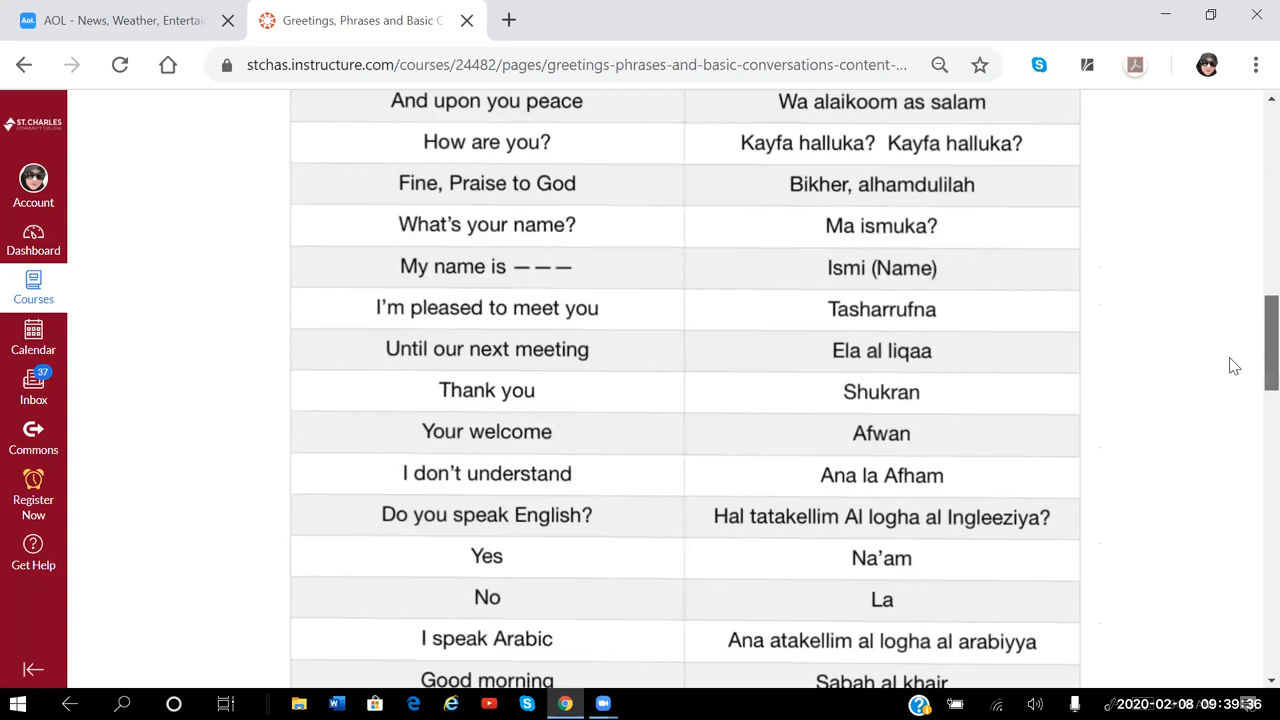 AOL - News, Weather, Entertai
Greetings, Phrases and Basic C
stchas.instructure.com/courses/24482/pages/greetings-phrases-and-basic-conversations-content-...
ST. CHARLES
COMMUNITY COLLEGE
Account
Dashboard
Courses
Calendar
37
Inbox
Commons
Register
Now
Get Help
And upon you peace Wa alaikoom as salam
How are you? Kayfa halluka? Kayfa halluka?
Fine, Praise to God Bikher, alhamdulilah
What's your name? Ma ismuka?
My name is – – – Ismi (Name)
I'm pleased to meet you Tasharrufna
Until our next meeting Ela al liqaa
Thank you Shukran
Your welcome Afwan
I don't understand Ana la Afham
Do you speak English? Hal tatakellim Al logha al Ingleeziya?
Yes Na'am
No La
I speak Arabic Ana atakellim al logha al arabiyya
Good morning Sabah al khair
2020-02-08 09:39:36